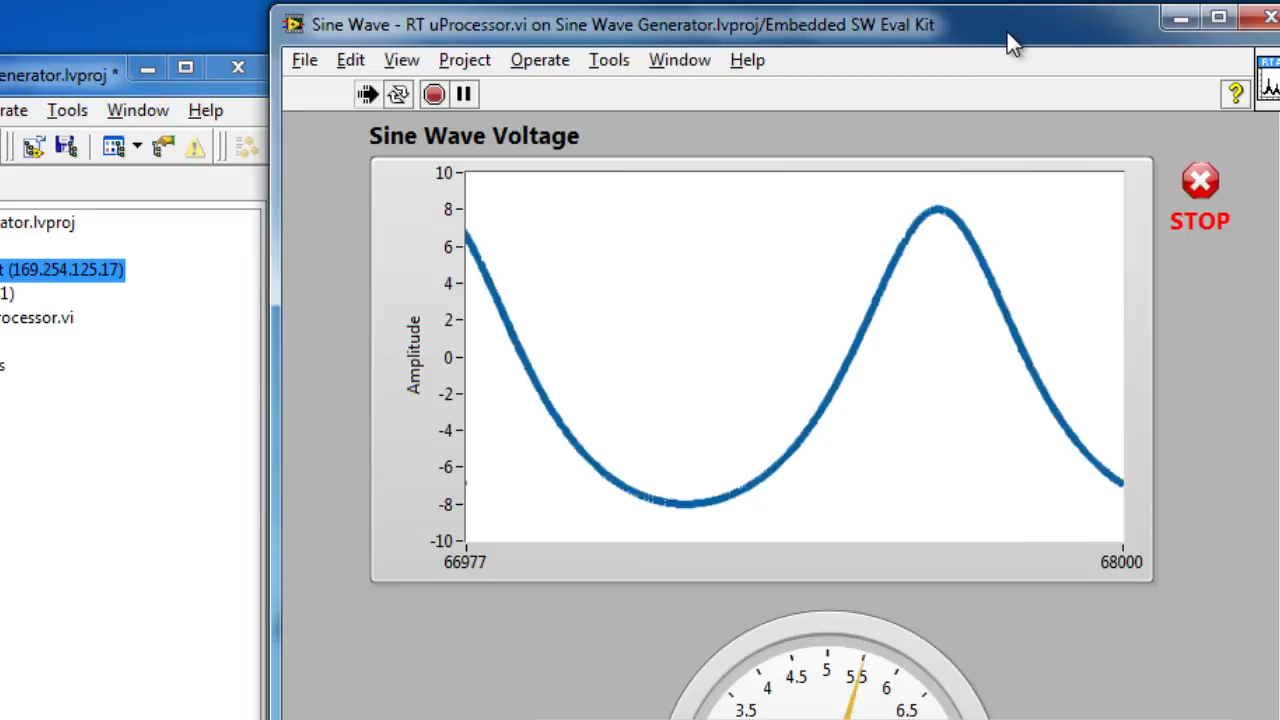 Sine Wave - RT uProcessor.vi on Sine Wave Generator.lvproj/Embedded SW Eval Kit
File Edit View Project Operate Tools Window Help
enerator.lvproj *
rate Tools Window Help
ator.lvproj
t (169.254.125.17)
1)
ocessor.vi
s
Sine Wave Voltage
STOP
Amplitude
10
8
6
4
2
0
-2
-4
-6
-8
-10
66977 68000
3.5 4 4.5 5 5.5 6 6.5